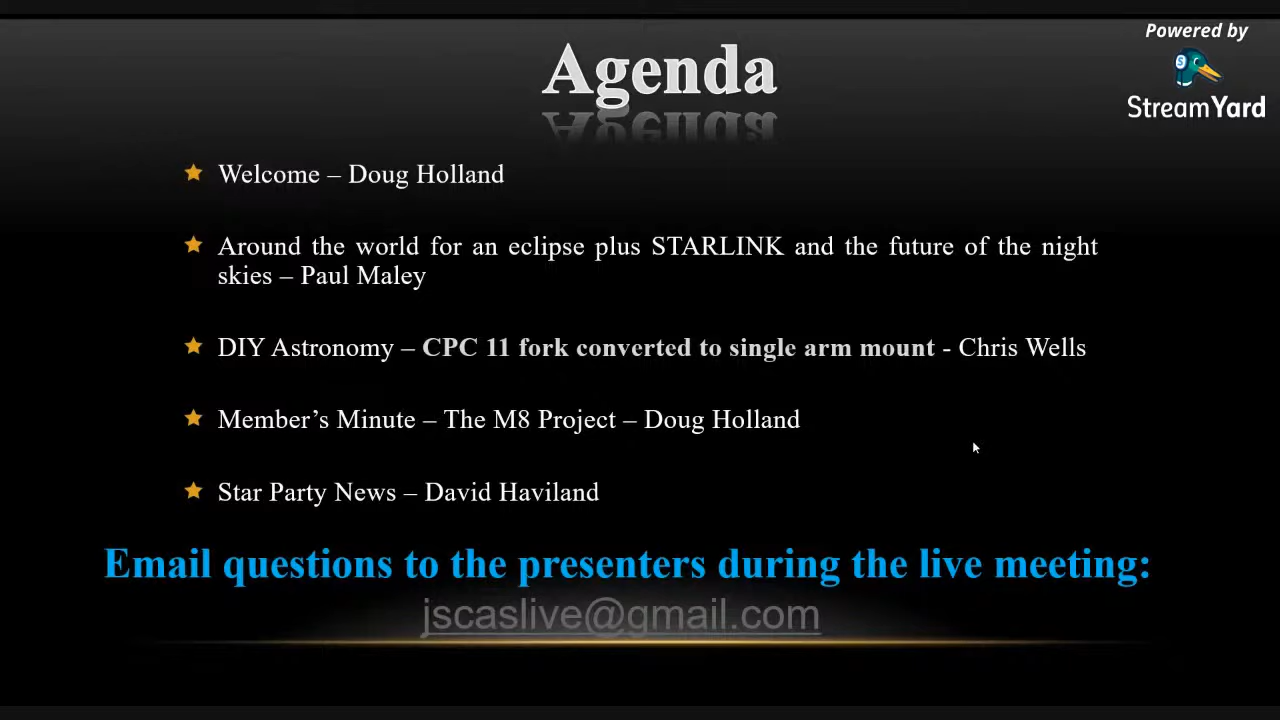 Powered by
StreamYard
Agenda
Welcome – Doug Holland
Around the world for an eclipse plus STARLINK and the future of the night
skies – Paul Maley
DIY Astronomy – CPC 11 fork converted to single arm mount - Chris Wells
Member’s Minute – The M8 Project – Doug Holland
Star Party News – David Haviland
Email questions to the presenters during the live meeting:
jscaslive@gmail.com